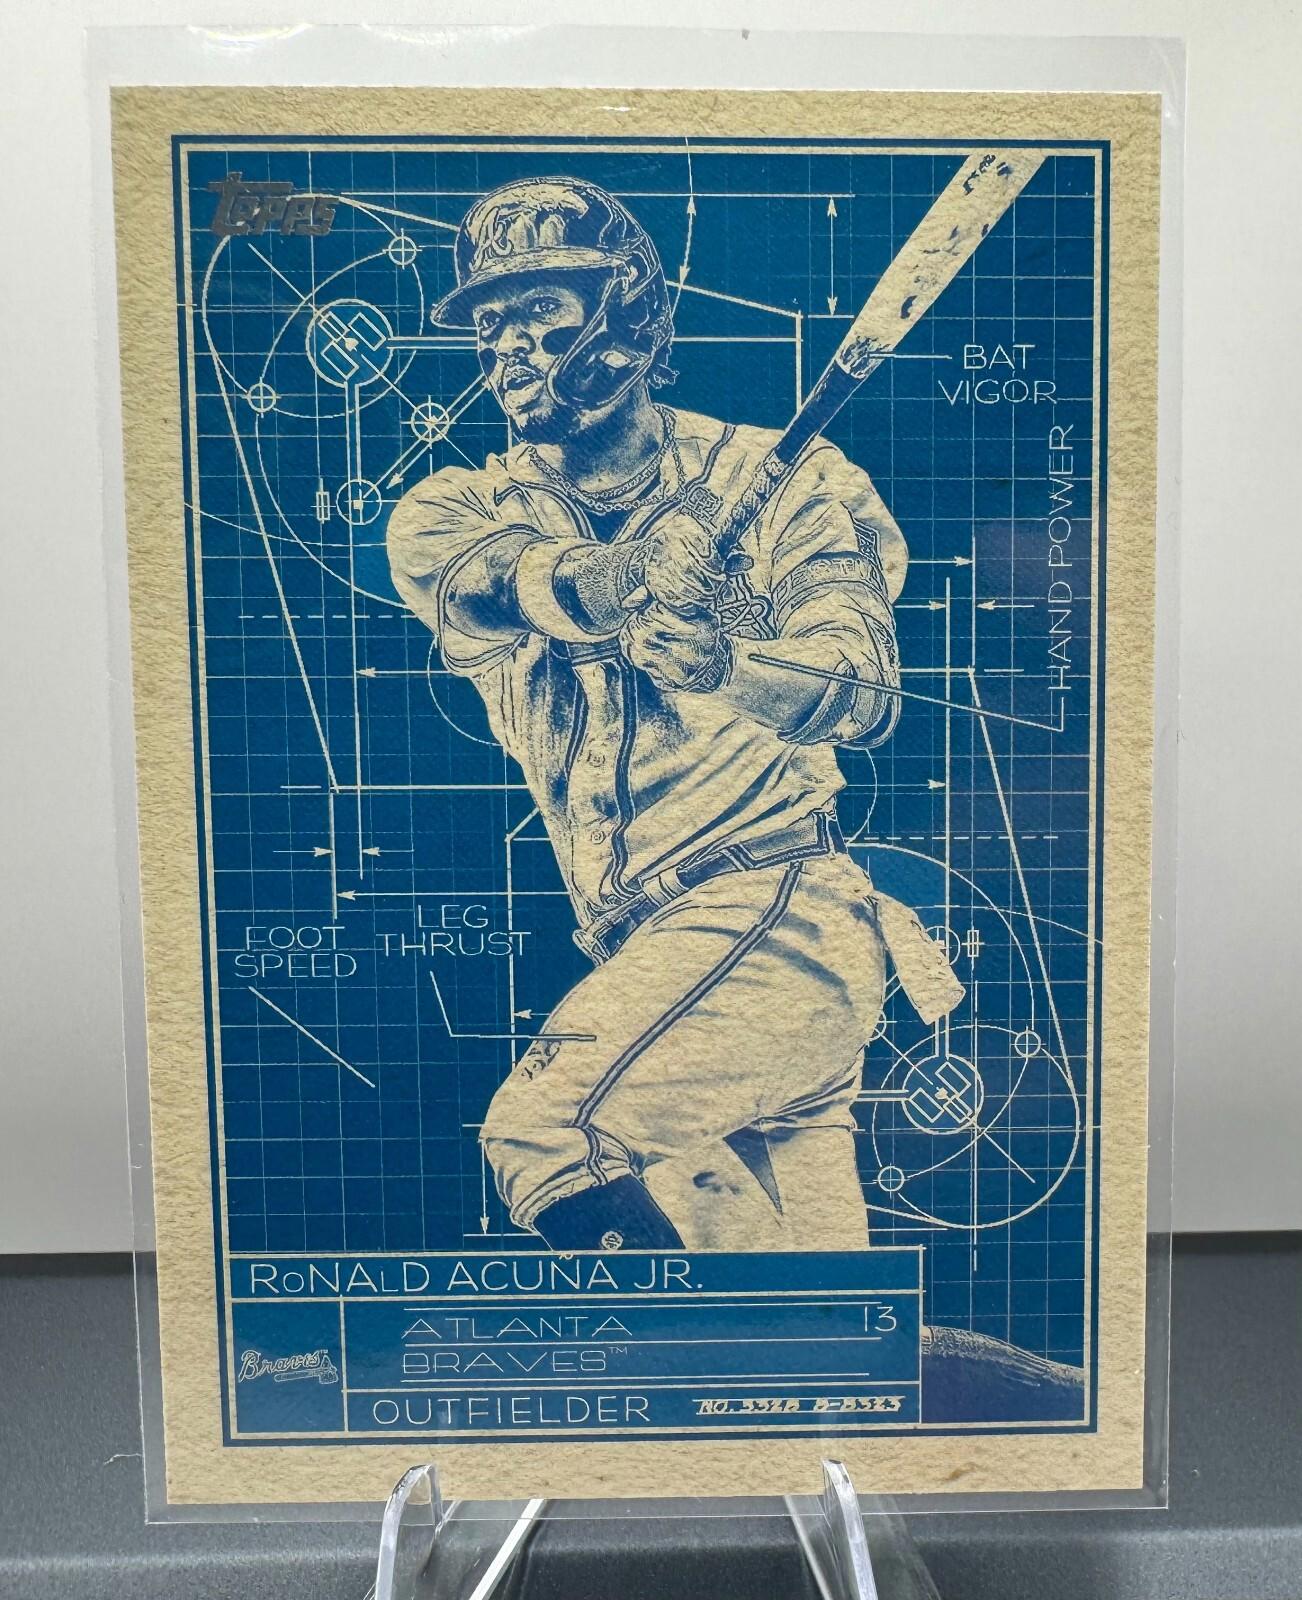 Topps
BAT
VIGOR
HAND POWER
FOOT
SPEED
LEG
THRUST
RoNALD ACUÑA JR.
ATLANTA 13
BRAVES™
Braves
OUTFIELDER